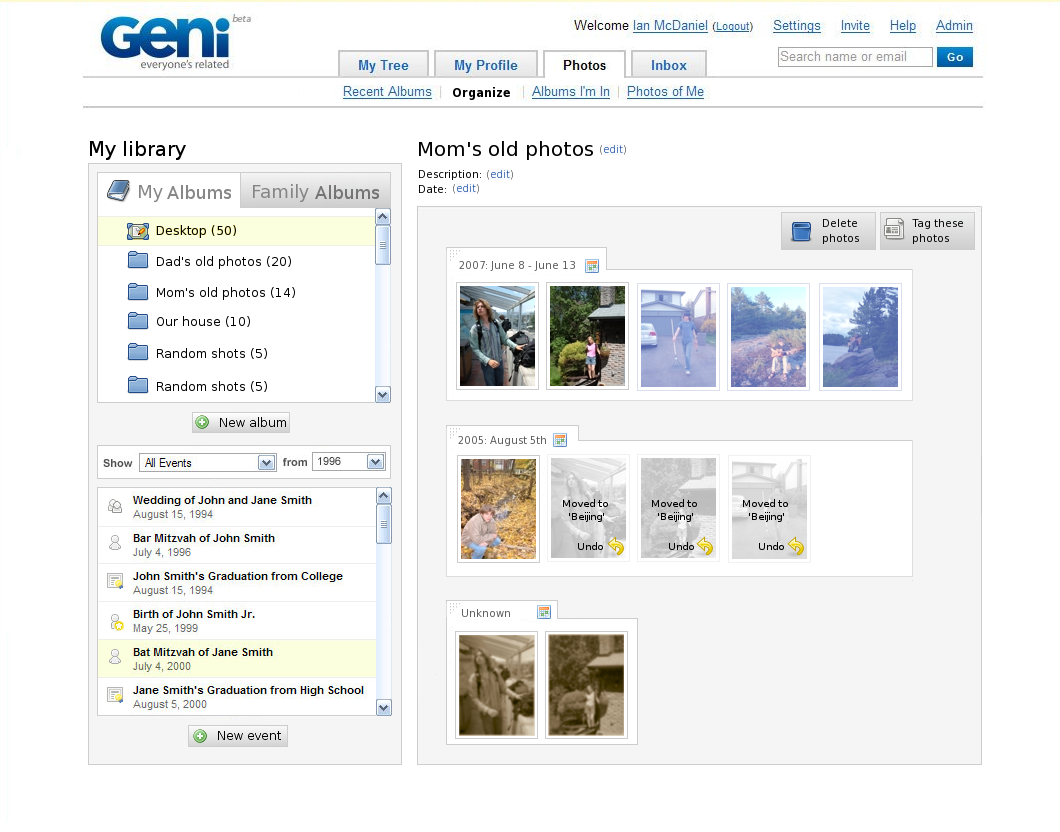 Geni beta
everyone's related
Welcome Ian McDaniel (Logout) Settings Invite Help Admin
Search name or email Go
My Tree My Profile Photos Inbox
Recent Albums Organize Albums I'm In Photos of Me
My library
My Albums Family Albums
Desktop (50)
Dad's old photos (20)
Mom's old photos (14)
Our house (10)
Random shots (5)
Random shots (5)
New album
Show All Events from 1996
Wedding of John and Jane Smith
August 15, 1994
Bar Mitzvah of John Smith
July 4, 1996
John Smith's Graduation from College
August 15, 1994
Birth of John Smith Jr.
May 25, 1999
Bat Mitzvah of Jane Smith
July 4, 2000
Jane Smith's Graduation from High School
August 5, 2000
New event
Mom's old photos (edit)
Description: (edit)
Date: (edit)
Delete photos
Tag these photos
2007: June 8 - June 13
2005: August 5th
Moved to 'Beijing'
Undo
Moved to 'Beijing'
Undo
Moved to 'Beijing'
Undo
Unknown